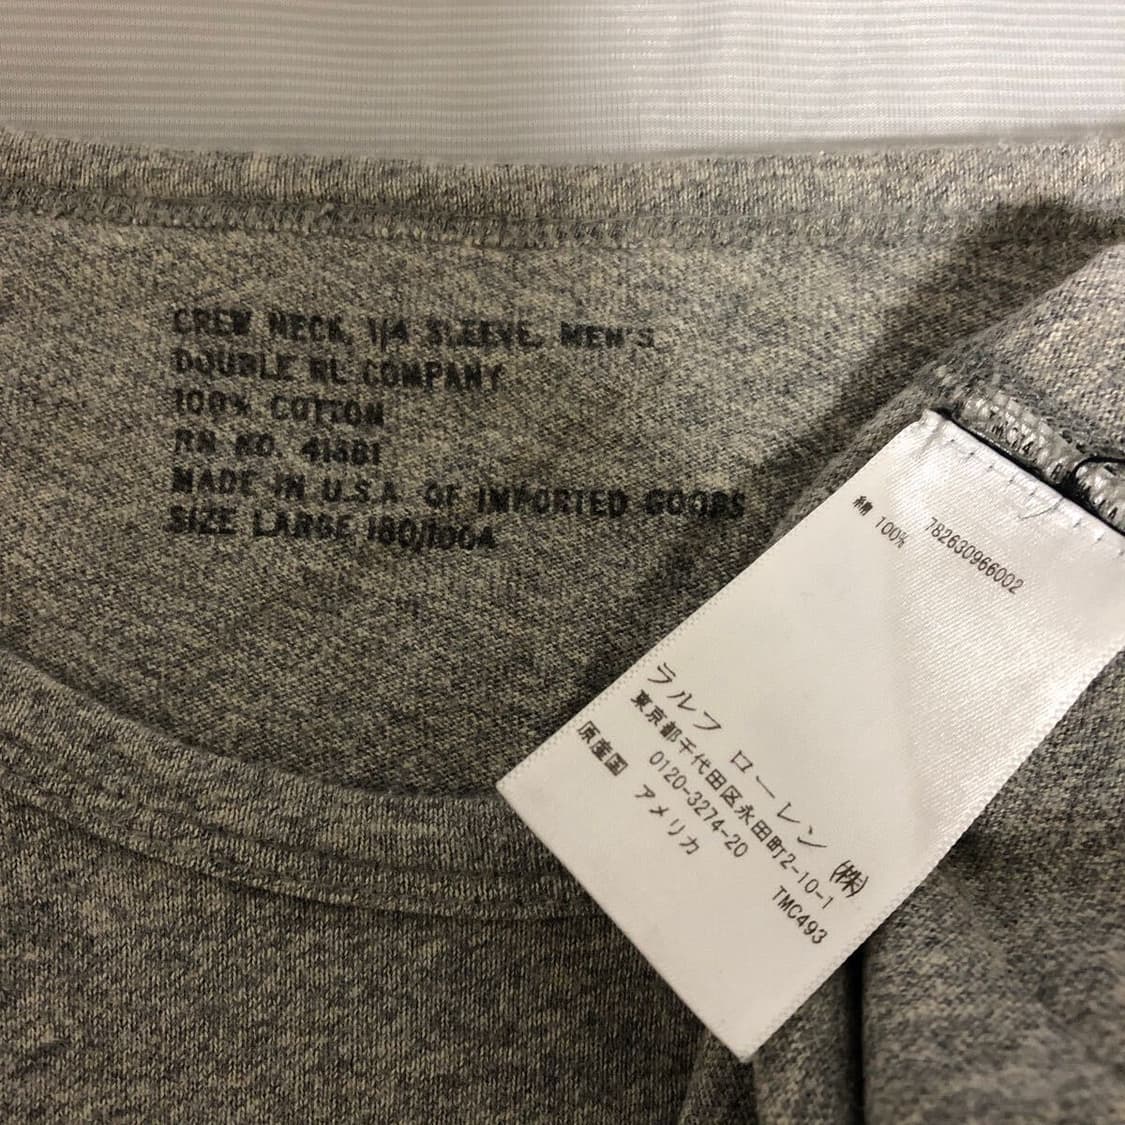 CREW NECK, 1/4 SLEEVE, MEN'S
DOUBLE RL COMPANY
100% COTTON
RN NO. 41381
MADE IN U.S.A. OF IMPORTED GOODS
SIZE LARGE 180/100A
782630966002
綿 100%
ラルフ ローレン (株)
東京都千代田区永田町2-10-1
0120-3274-20 TMC493
原産国 アメリカ